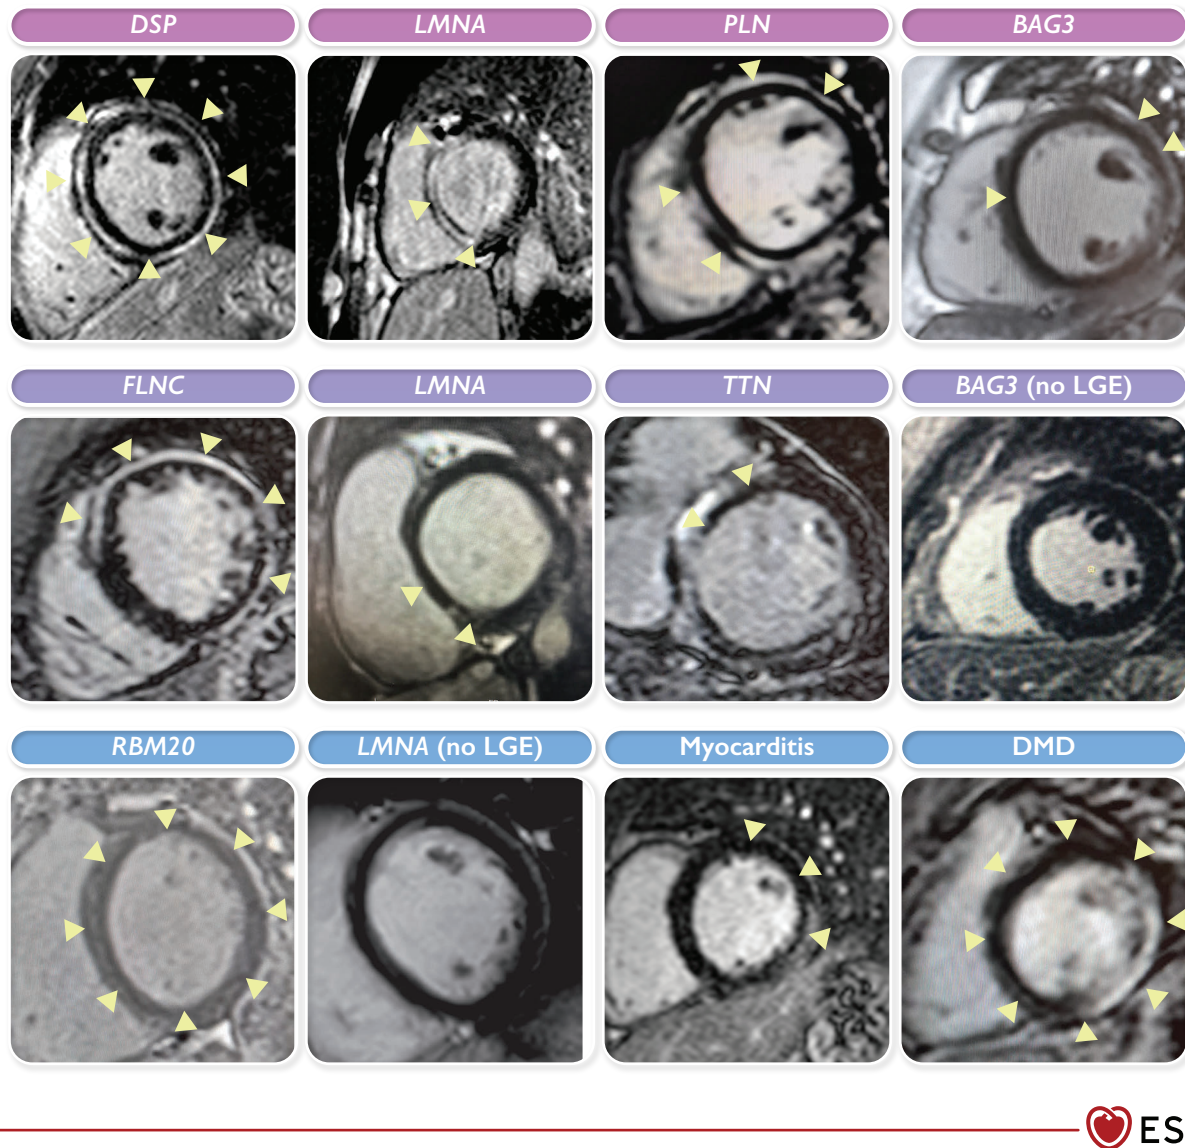 DSP LMNA PLN BAG3
FLNC LMNA TTN BAG3 (no LGE)
RBM20 LMNA (no LGE) Myocarditis DMD
ES